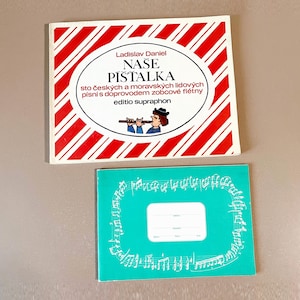 Ladislav Daniel
NAŠE
PÍŠŤALKA
sto českých a moravských lidových
písní s doprovodem zobcové flétny
editio supraphon